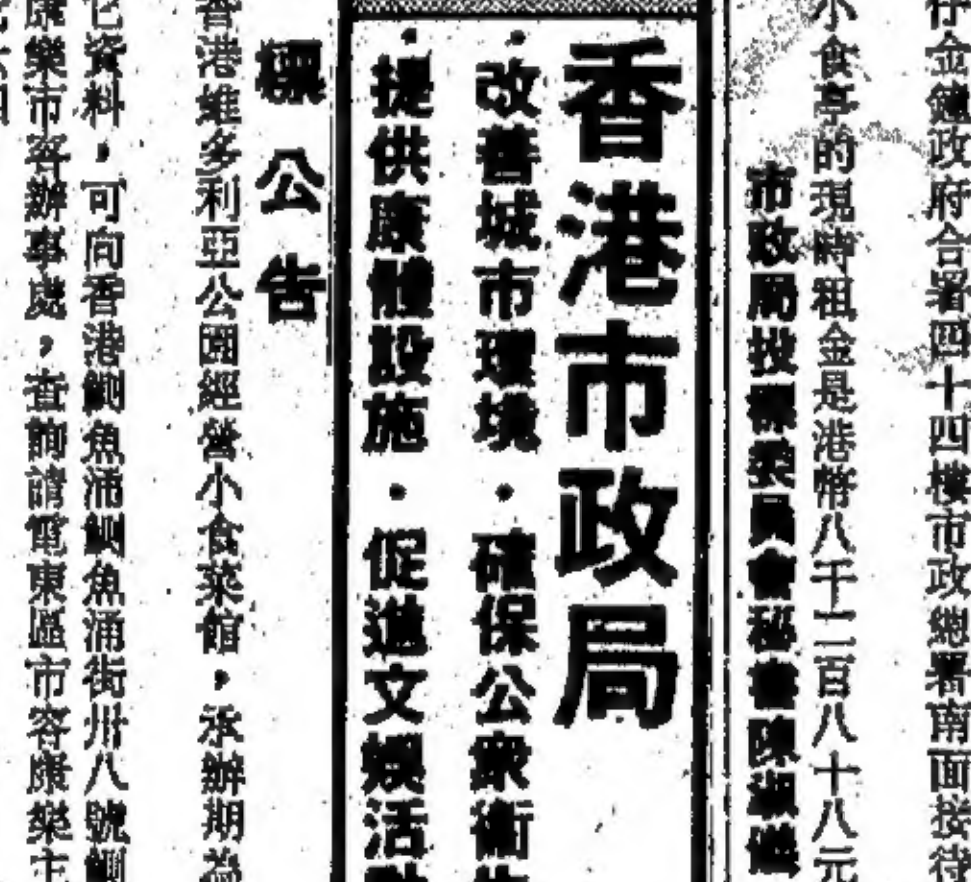 仔金鐘政府合署四十四樓市政總署南面接待
小食亭的現時租金是港幣八千二百八十八元
市政局投標委員會秘書陳淑
香港市政局
・改善城市環境・確保公衆衞
・提供康體設施・促進文娛活動
標公告
香港維多利亞公園經營小食菜館，承辦期為
它資料，可向香港鰂魚涌鰂魚涌街卅八號鰂
康樂市容辦事處，查詢請電東區市容康樂主